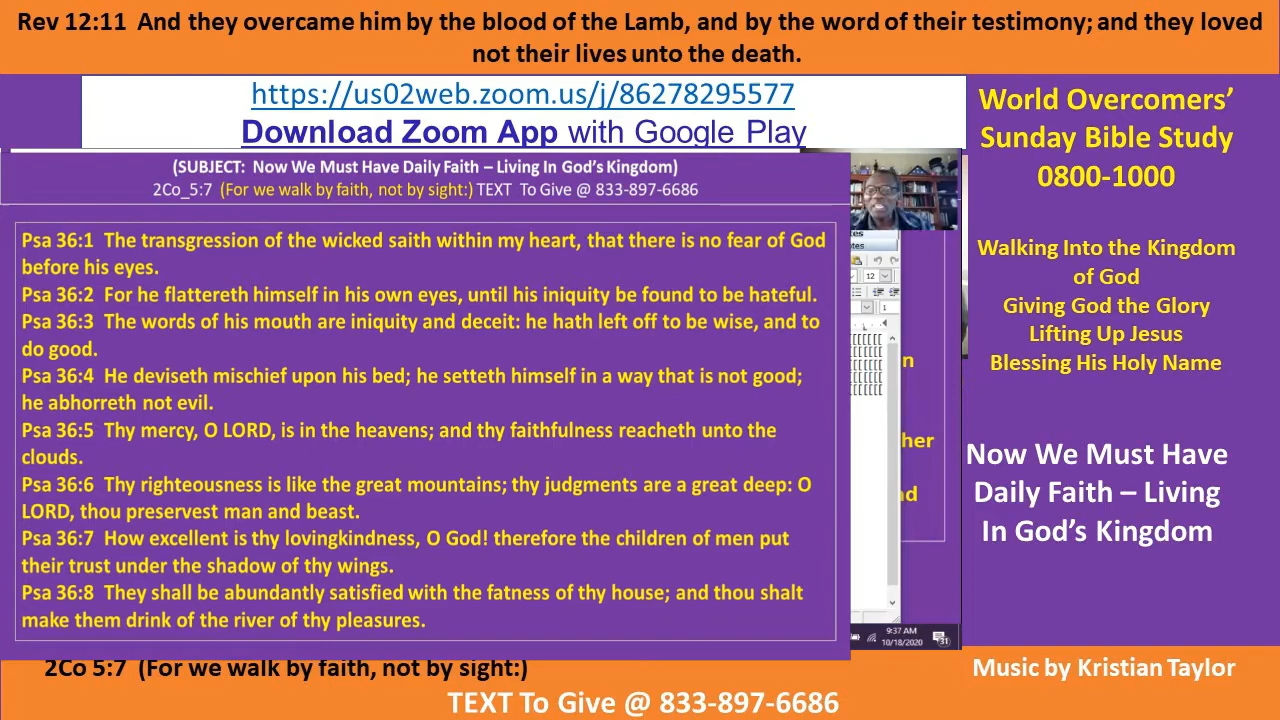 Rev 12:11  And they overcame him by the blood of the Lamb, and by the word of their testimony; and they loved
not their lives unto the death.
https://us02web.zoom.us/j/86278295577
Download Zoom App with Google Play
(SUBJECT:  Now We Must Have Daily Faith – Living In God's Kingdom)
2Co_5:7  (For we walk by faith, not by sight:) TEXT  To Give @ 833-897-6686
Psa 36:1  The transgression of the wicked saith within my heart, that there is no fear of God
before his eyes.
Psa 36:2  For he flattereth himself in his own eyes, until his iniquity be found to be hateful.
Psa 36:3  The words of his mouth are iniquity and deceit: he hath left off to be wise, and to
do good.
Psa 36:4  He deviseth mischief upon his bed; he setteth himself in a way that is not good;
he abhorreth not evil.
Psa 36:5  Thy mercy, O LORD, is in the heavens; and thy faithfulness reacheth unto the
clouds.
Psa 36:6  Thy righteousness is like the great mountains; thy judgments are a great deep: O
LORD, thou preservest man and beast.
Psa 36:7  How excellent is thy lovingkindness, O God! therefore the children of men put
their trust under the shadow of thy wings.
Psa 36:8  They shall be abundantly satisfied with the fatness of thy house; and thou shalt
make them drink of the river of thy pleasures.
12
1
9:37 AM
10/18/2020
31
World Overcomers'
Sunday Bible Study
0800-1000
Walking Into the Kingdom
of God
Giving God the Glory
Lifting Up Jesus
Blessing His Holy Name
Now We Must Have
Daily Faith – Living
In God's Kingdom
2Co 5:7  (For we walk by faith, not by sight:)
Music by Kristian Taylor
TEXT To Give @ 833-897-6686